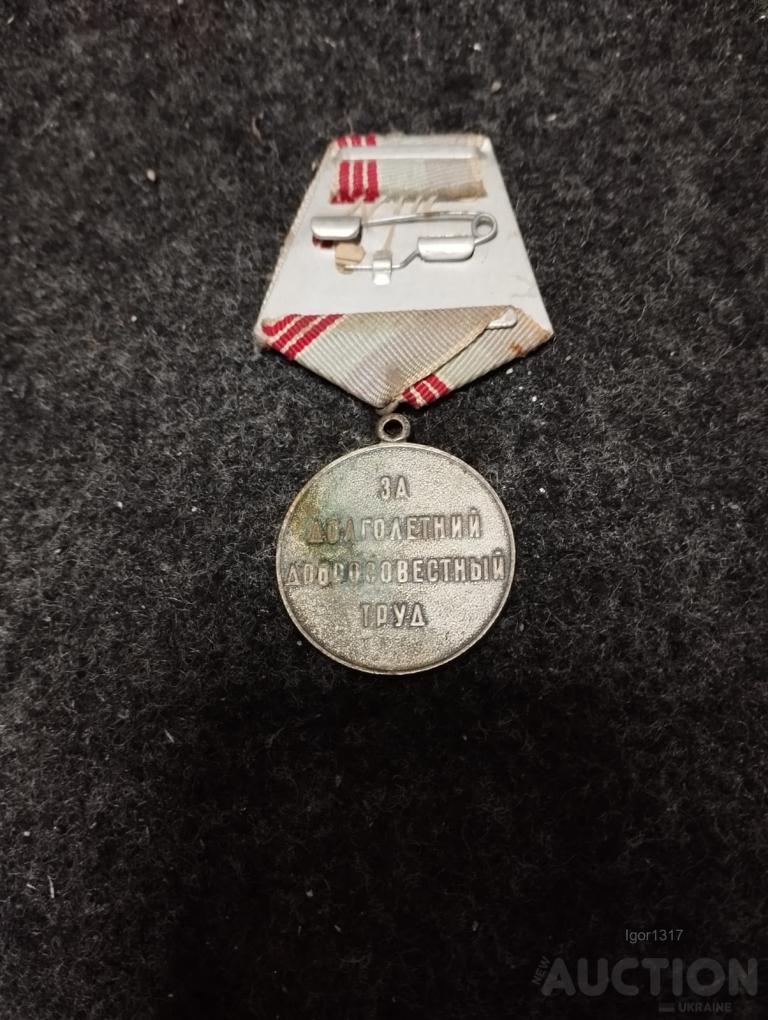 ЗА
ДОЛГОЛЕТНИЙ
ДОБРОСОВЕСТНЫЙ
ТРУД
Igor1317
NEW
AUCTION
UKRAINE